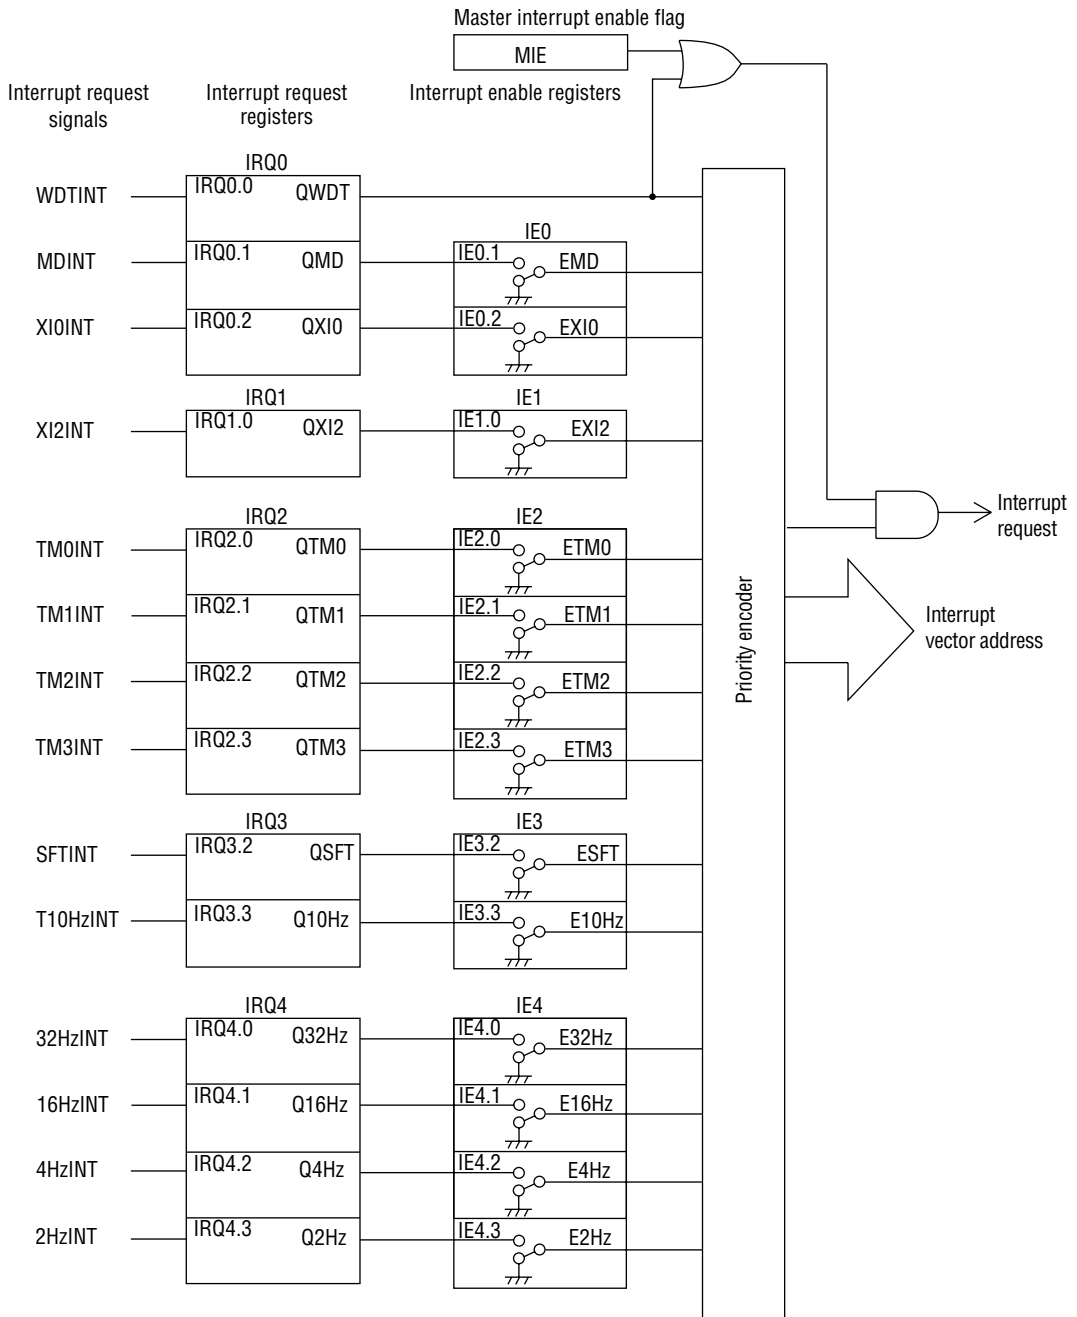 Master interrupt enable flag
MIE
Interrupt request signals
Interrupt request registers
Interrupt enable registers
IRQ0
WDTINT IRQ0.0 QWDT
IE0
MDINT IRQ0.1 QMD IE0.1 EMD
XI0INT IRQ0.2 QXI0 IE0.2 EXI0
IRQ1 IE1
XI2INT IRQ1.0 QXI2 IE1.0 EXI2
Interrupt request
IRQ2 IE2
TM0INT IRQ2.0 QTM0 IE2.0 ETM0
TM1INT IRQ2.1 QTM1 IE2.1 ETM1
Interrupt vector address
Priority encoder
TM2INT IRQ2.2 QTM2 IE2.2 ETM2
TM3INT IRQ2.3 QTM3 IE2.3 ETM3
IRQ3 IE3
SFTINT IRQ3.2 QSFT IE3.2 ESFT
T10HzINT IRQ3.3 Q10Hz IE3.3 E10Hz
IRQ4 IE4
32HzINT IRQ4.0 Q32Hz IE4.0 E32Hz
16HzINT IRQ4.1 Q16Hz IE4.1 E16Hz
4HzINT IRQ4.2 Q4Hz IE4.2 E4Hz
2HzINT IRQ4.3 Q2Hz IE4.3 E2Hz